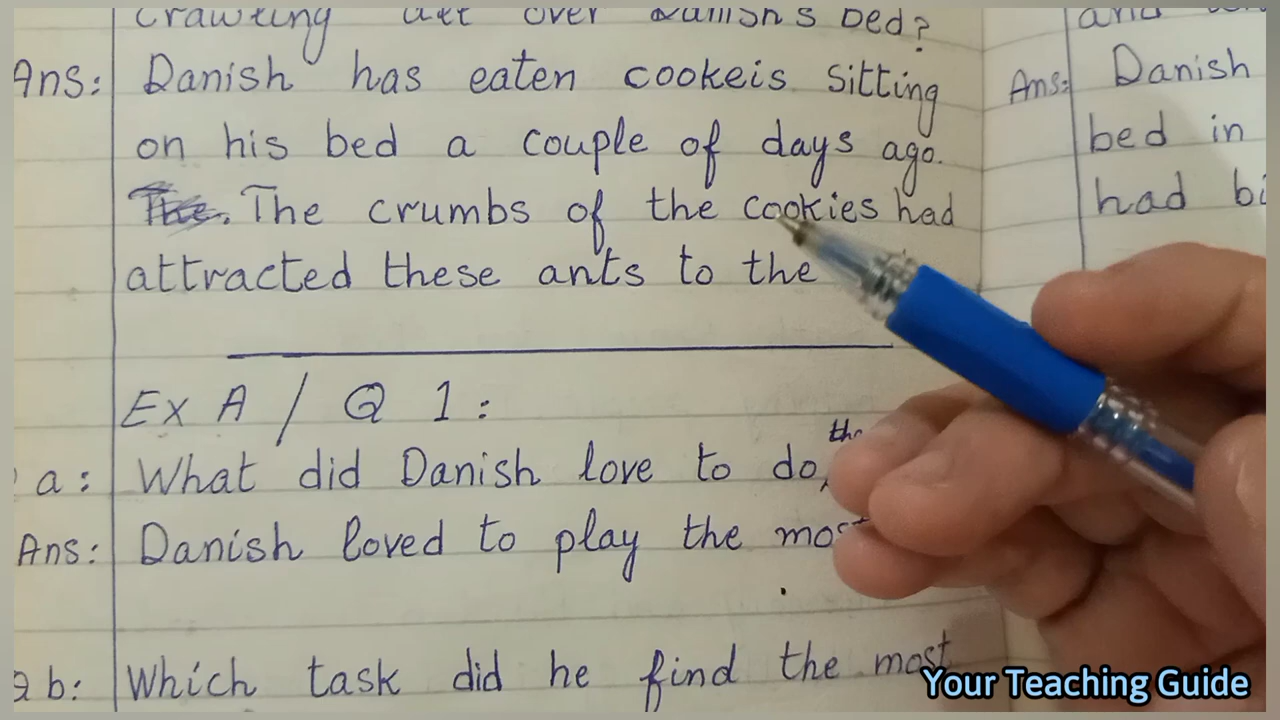 crawling all over Danish's bed?
Ans: Danish has eaten cookeis sitting
on his bed a couple of days ago.
The crumbs of the cookies had
attracted these ants to the
Ex A / Q 1:
a: What did Danish love to do, the
Ans: Danish loved to play the most
.
b: Which task did he find the most
and
Ans: Danish
bed in
had
Your Teaching Guide